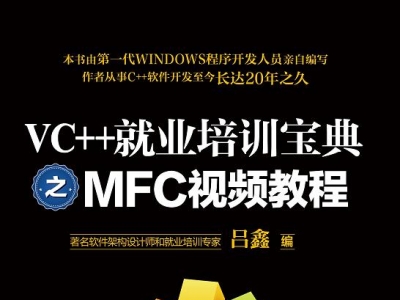 本书由第一代WINDOWS程序开发人员亲自编写
作者从事C++软件开发至今长达20年之久
VC++就业培训宝典
之MFC视频教程
著名软件架构设计师和就业培训专家 吕鑫 编